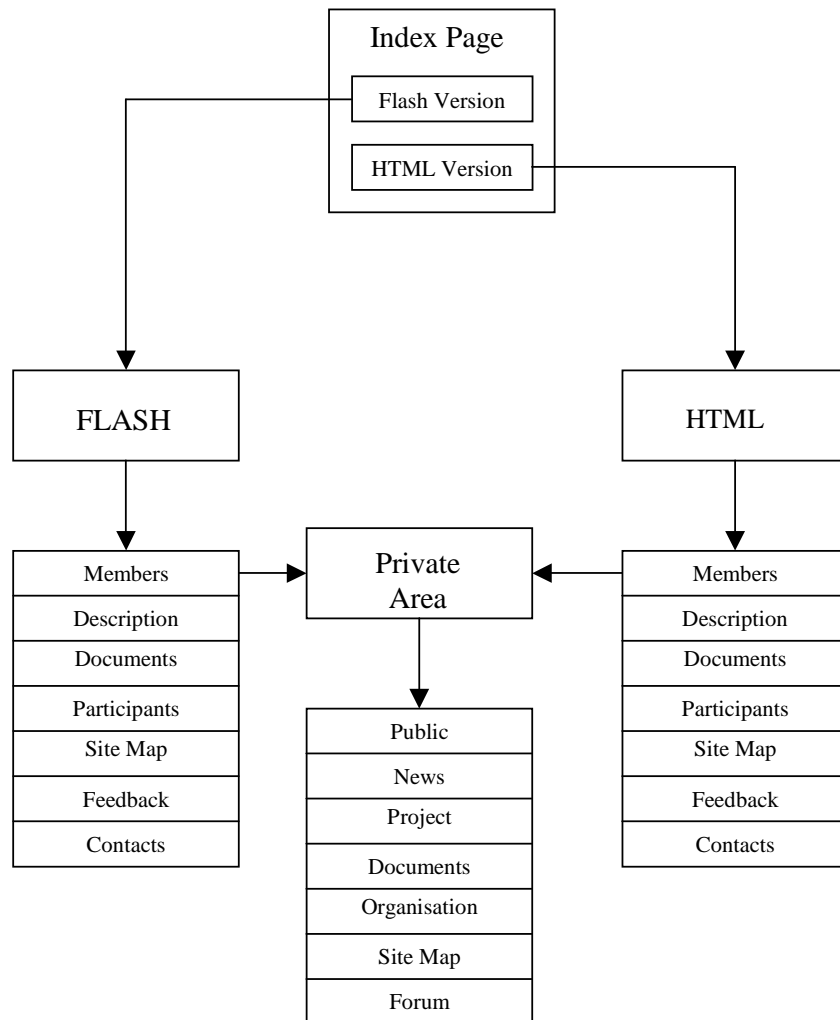 Index Page
Flash Version
HTML Version
FLASH
HTML
Members
Description
Documents
Participants
Site Map
Feedback
Contacts
Private
Area
Public
News
Project
Documents
Organisation
Site Map
Forum
Members
Description
Documents
Participants
Site Map
Feedback
Contacts